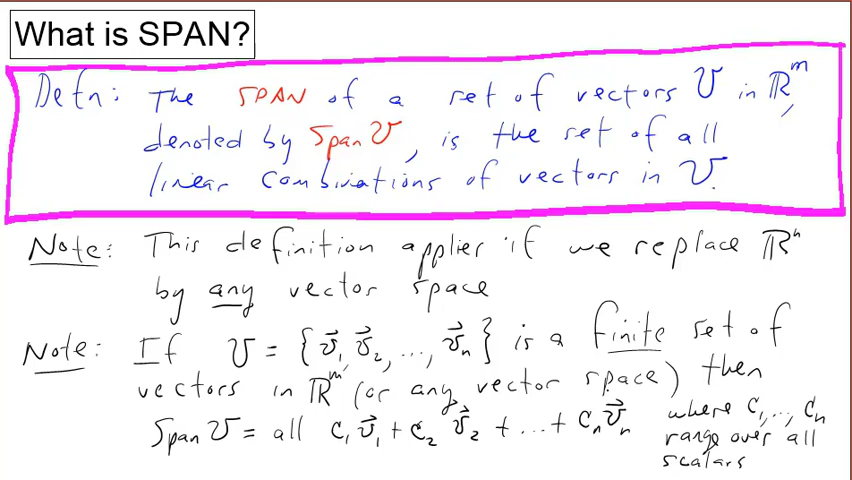 What is SPAN?
Defn: The SPAN of a set of vectors V in ℝᵐ,
denoted by Span V, is the set of all
linear combinations of vectors in V.
Note: This definition applies if we replace ℝⁿ
by any vector space
Note: If V = {v⃗₁, v⃗₂, ..., v⃗ₙ} is a finite set of
vectors in ℝᵐ (or any vector space) then
Span V = all c₁v⃗₁ + c₂v⃗₂ + ... + cₙv⃗ₙ where c₁, ..., cₙ
range over all
scalars